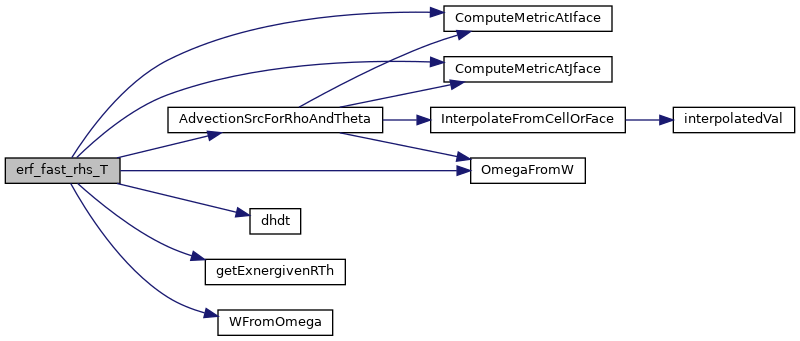 ComputeMetricAtIface
ComputeMetricAtJface
AdvectionSrcForRhoAndTheta
InterpolateFromCellOrFace
interpolatedVal
erf_fast_rhs_T
OmegaFromW
dhdt
getExnergivenRTh
WFromOmega